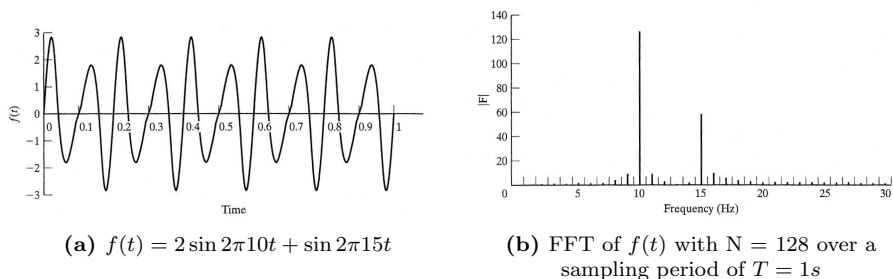 3
2
1
0
−1
−2
−3
f(t)
0 0.1 0.2 0.3 0.4 0.5 0.6 0.7 0.8 0.9 1
Time
(a) f(t) = 2 sin 2π10t + sin 2π15t
140
120
100
80
60
40
20
|F|
0 5 10 15 20 25 30
Frequency (Hz)
(b) FFT of f(t) with N = 128 over a
sampling period of T = 1s